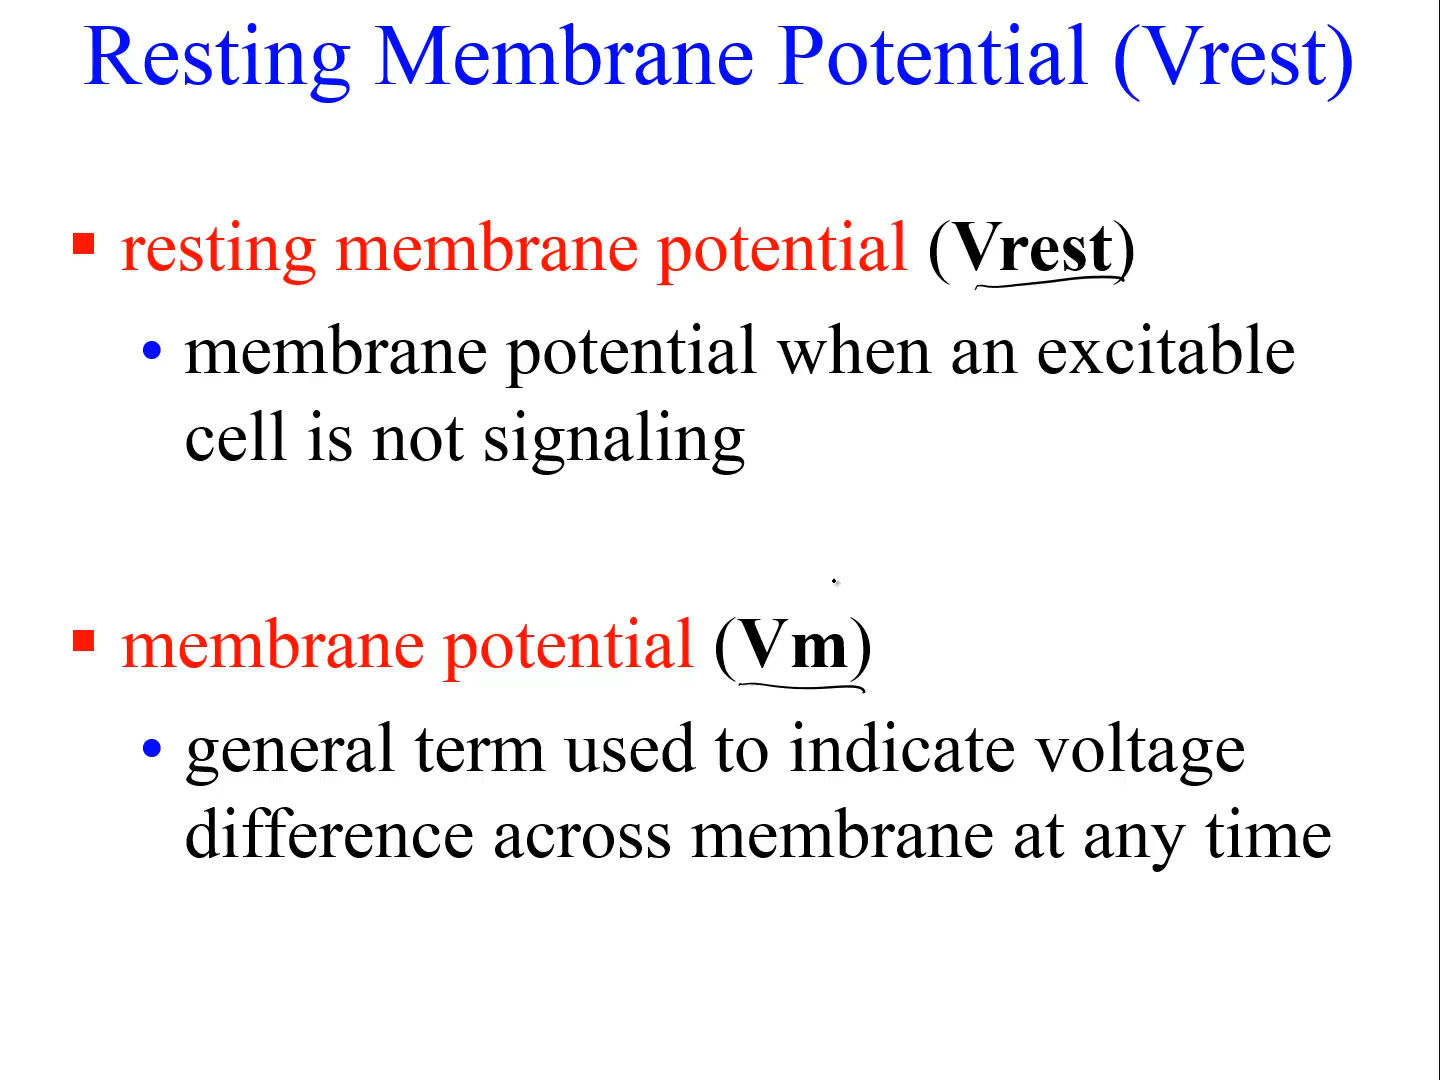 Resting Membrane Potential (Vrest)
▪ resting membrane potential (Vrest)
• membrane potential when an excitable
cell is not signaling
▪ membrane potential (Vm)
• general term used to indicate voltage
difference across membrane at any time